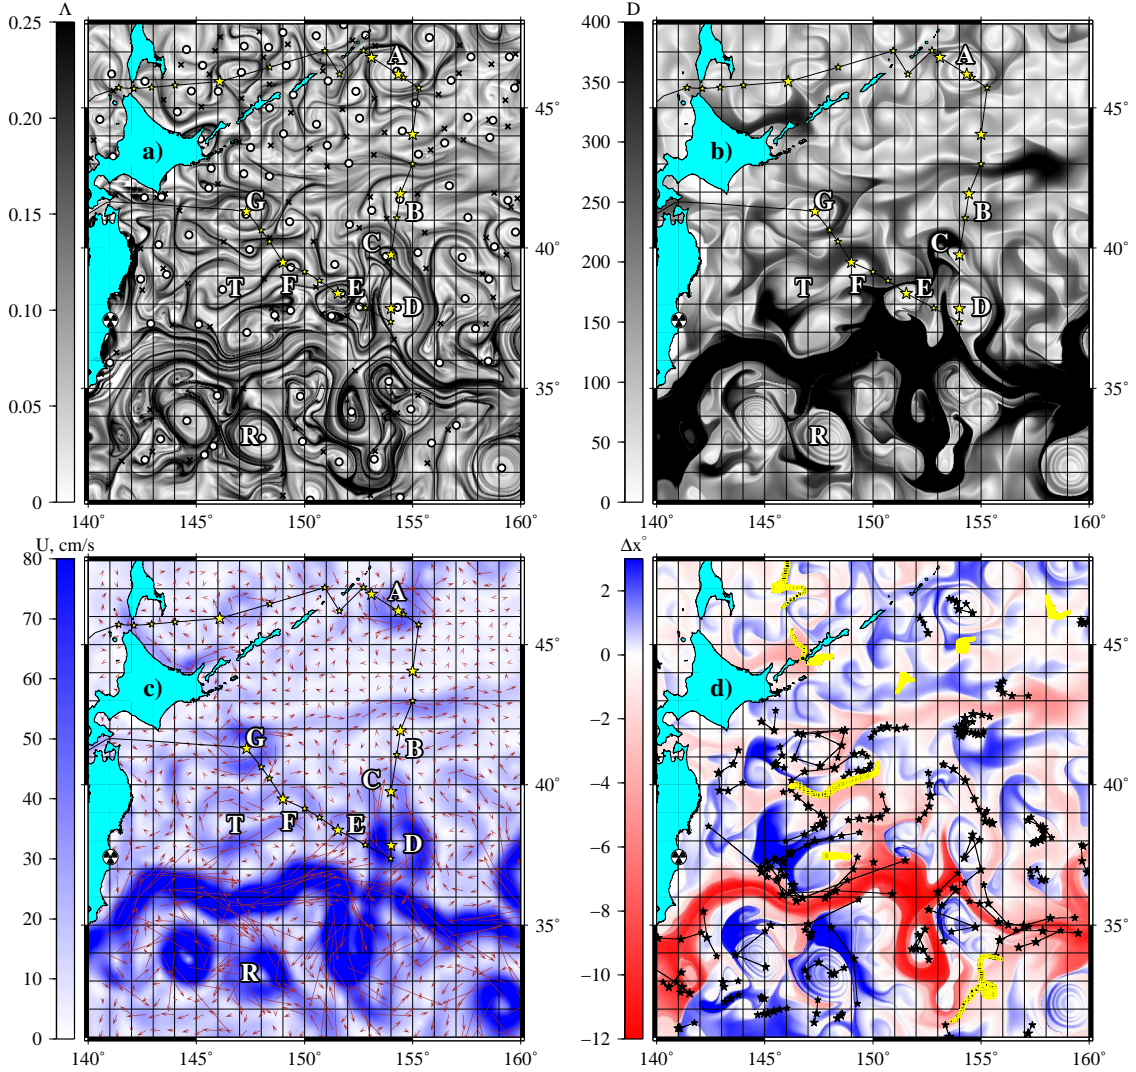 Λ D
0.25 400
A A
350
0.20 45° 300 45°
a) b)
250
0.15 G B G B
200
C 40° C 40°
T F E T F E
0.10 D 150 D
35° 100 35°
0.05
R 50 R
0 0
140° 145° 150° 155° 160° 140° 145° 150° 155° 160°
U, cm/s Δx°
80
A 2
70
45° 0 45°
60 c) d)
−2
50 G B
C 40° −4 40°
40
T F E −6
30 D
−8
20 35° 35°
R −10
10
0 −12
140° 145° 150° 155° 160° 140° 145° 150° 155° 160°